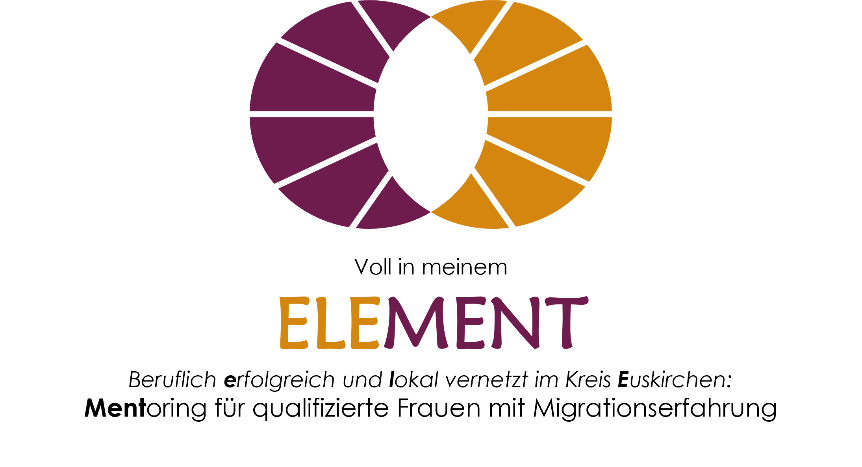 Voll in meinem
ELEMENT
Beruflich erfolgreich und lokal vernetzt im Kreis Euskirchen:
Mentoring für qualifizierte Frauen mit Migrationserfahrung